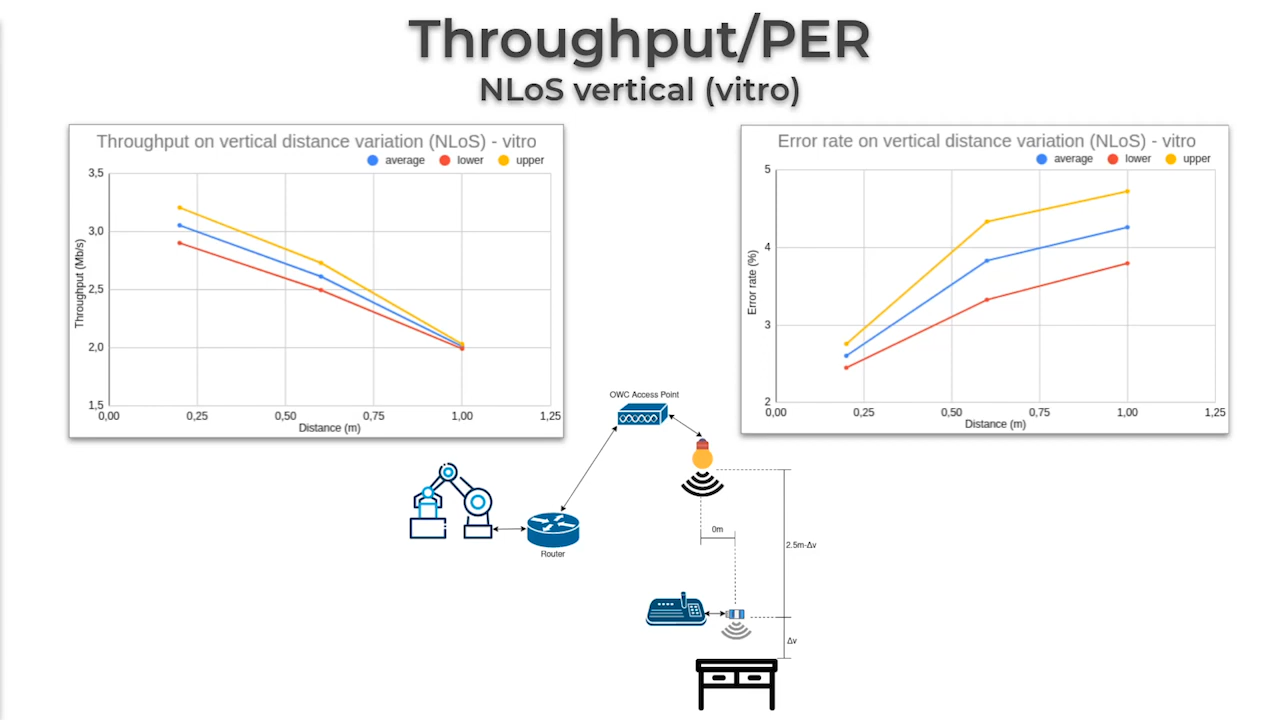 Throughput/PER
NLoS vertical (vitro)
Throughput on vertical distance variation (NLoS) - vitro
average lower upper
Throughput (Mb/s)
3,5
3,0
2,5
2,0
1,5
0,00 0,25 0,50 0,75 1,00 1,25
Distance (m)
Error rate on vertical distance variation (NLoS) - vitro
average lower upper
Error rate (%)
5
4
3
2
0,00 0,25 0,50 0,75 1,00 1,25
Distance (m)
OWC Access Point
0m
2.5m-Δv
Router
Δv